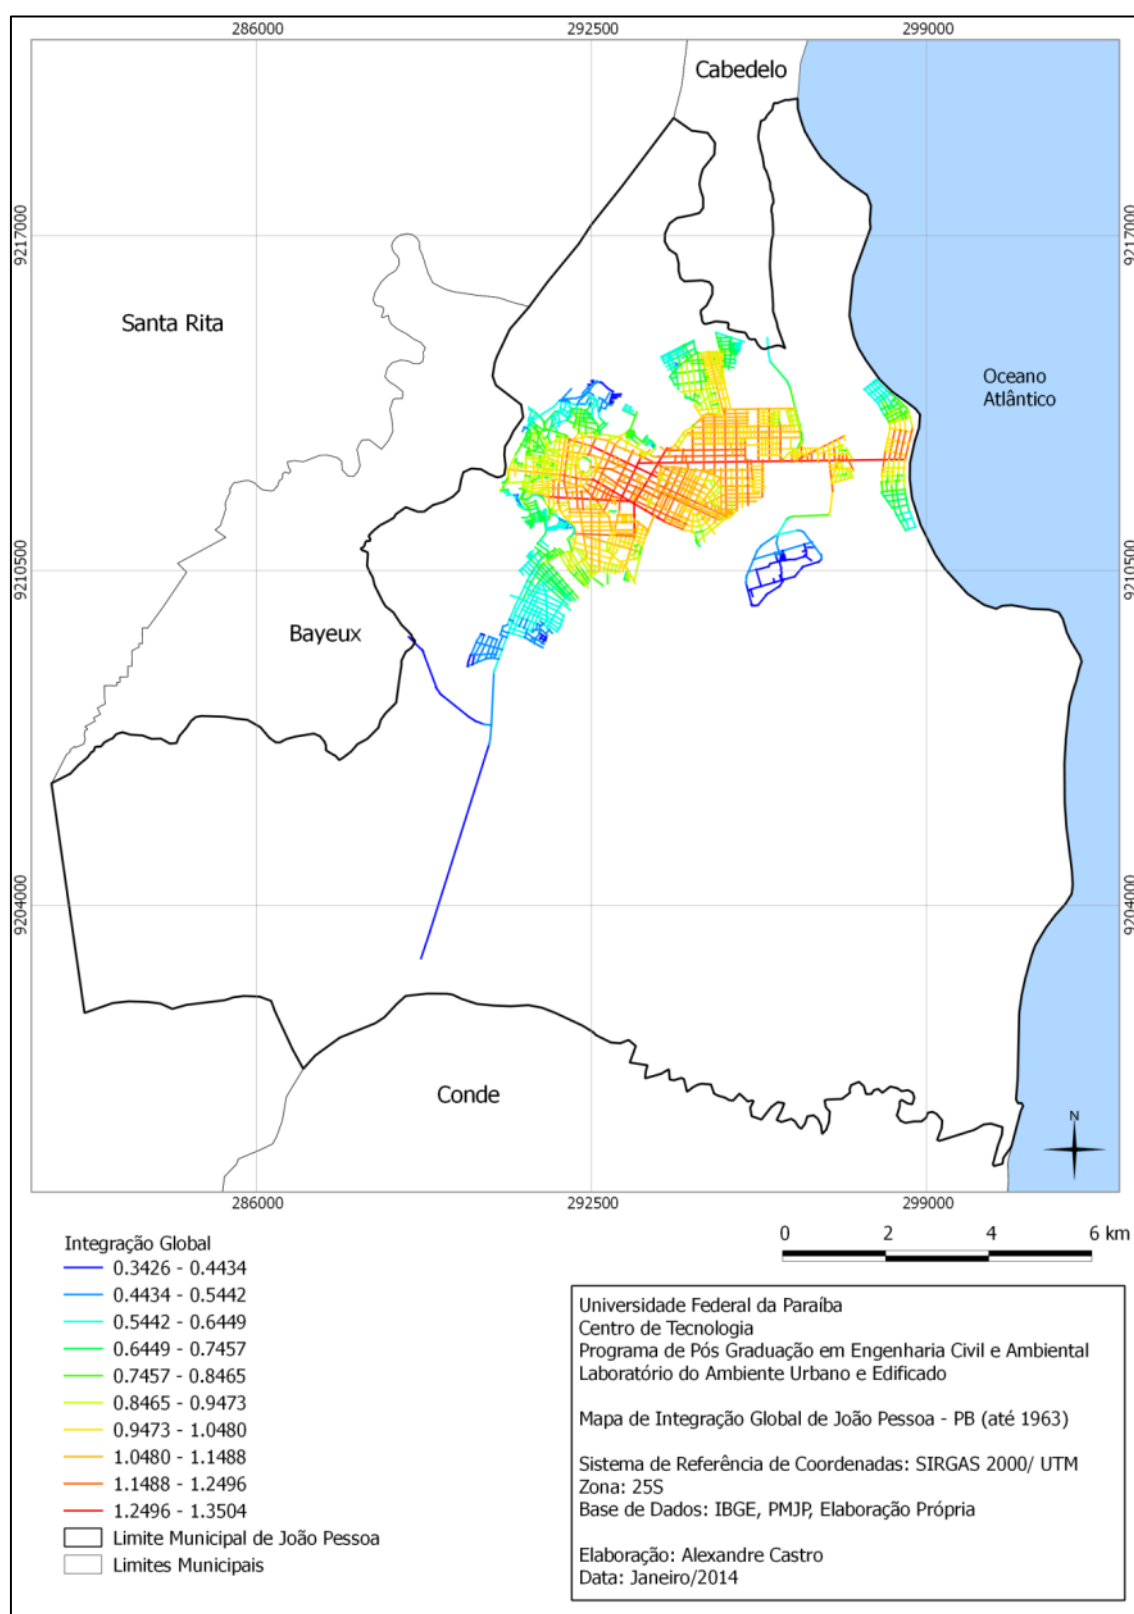 286000
292500
299000
Cabedelo
9217000
9217000
Santa Rita
Oceano
Atlântico
9210500
9210500
Bayeux
9204000
9204000
Conde
N
286000
292500
299000
Integração Global
0.3426 - 0.4434
0.4434 - 0.5442
0.5442 - 0.6449
0.6449 - 0.7457
0.7457 - 0.8465
0.8465 - 0.9473
0.9473 - 1.0480
1.0480 - 1.1488
1.1488 - 1.2496
1.2496 - 1.3504
Limite Municipal de João Pessoa
Limites Municipais
0 2 4 6 km
Universidade Federal da Paraíba
Centro de Tecnologia
Programa de Pós Graduação em Engenharia Civil e Ambiental
Laboratório do Ambiente Urbano e Edificado
Mapa de Integração Global de João Pessoa - PB (até 1963)
Sistema de Referência de Coordenadas: SIRGAS 2000/ UTM
Zona: 25S
Base de Dados: IBGE, PMJP, Elaboração Própria
Elaboração: Alexandre Castro
Data: Janeiro/2014